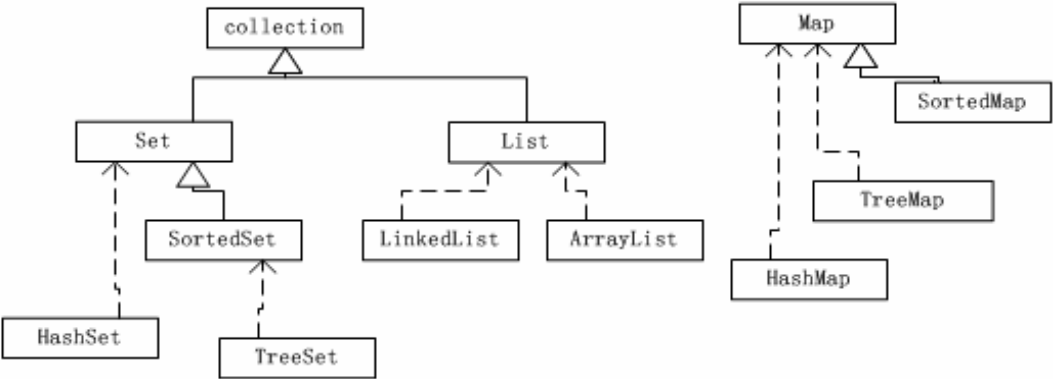 collection
Map
SortedMap
Set
List
TreeMap
SortedSet
LinkedList
ArrayList
HashMap
HashSet
TreeSet